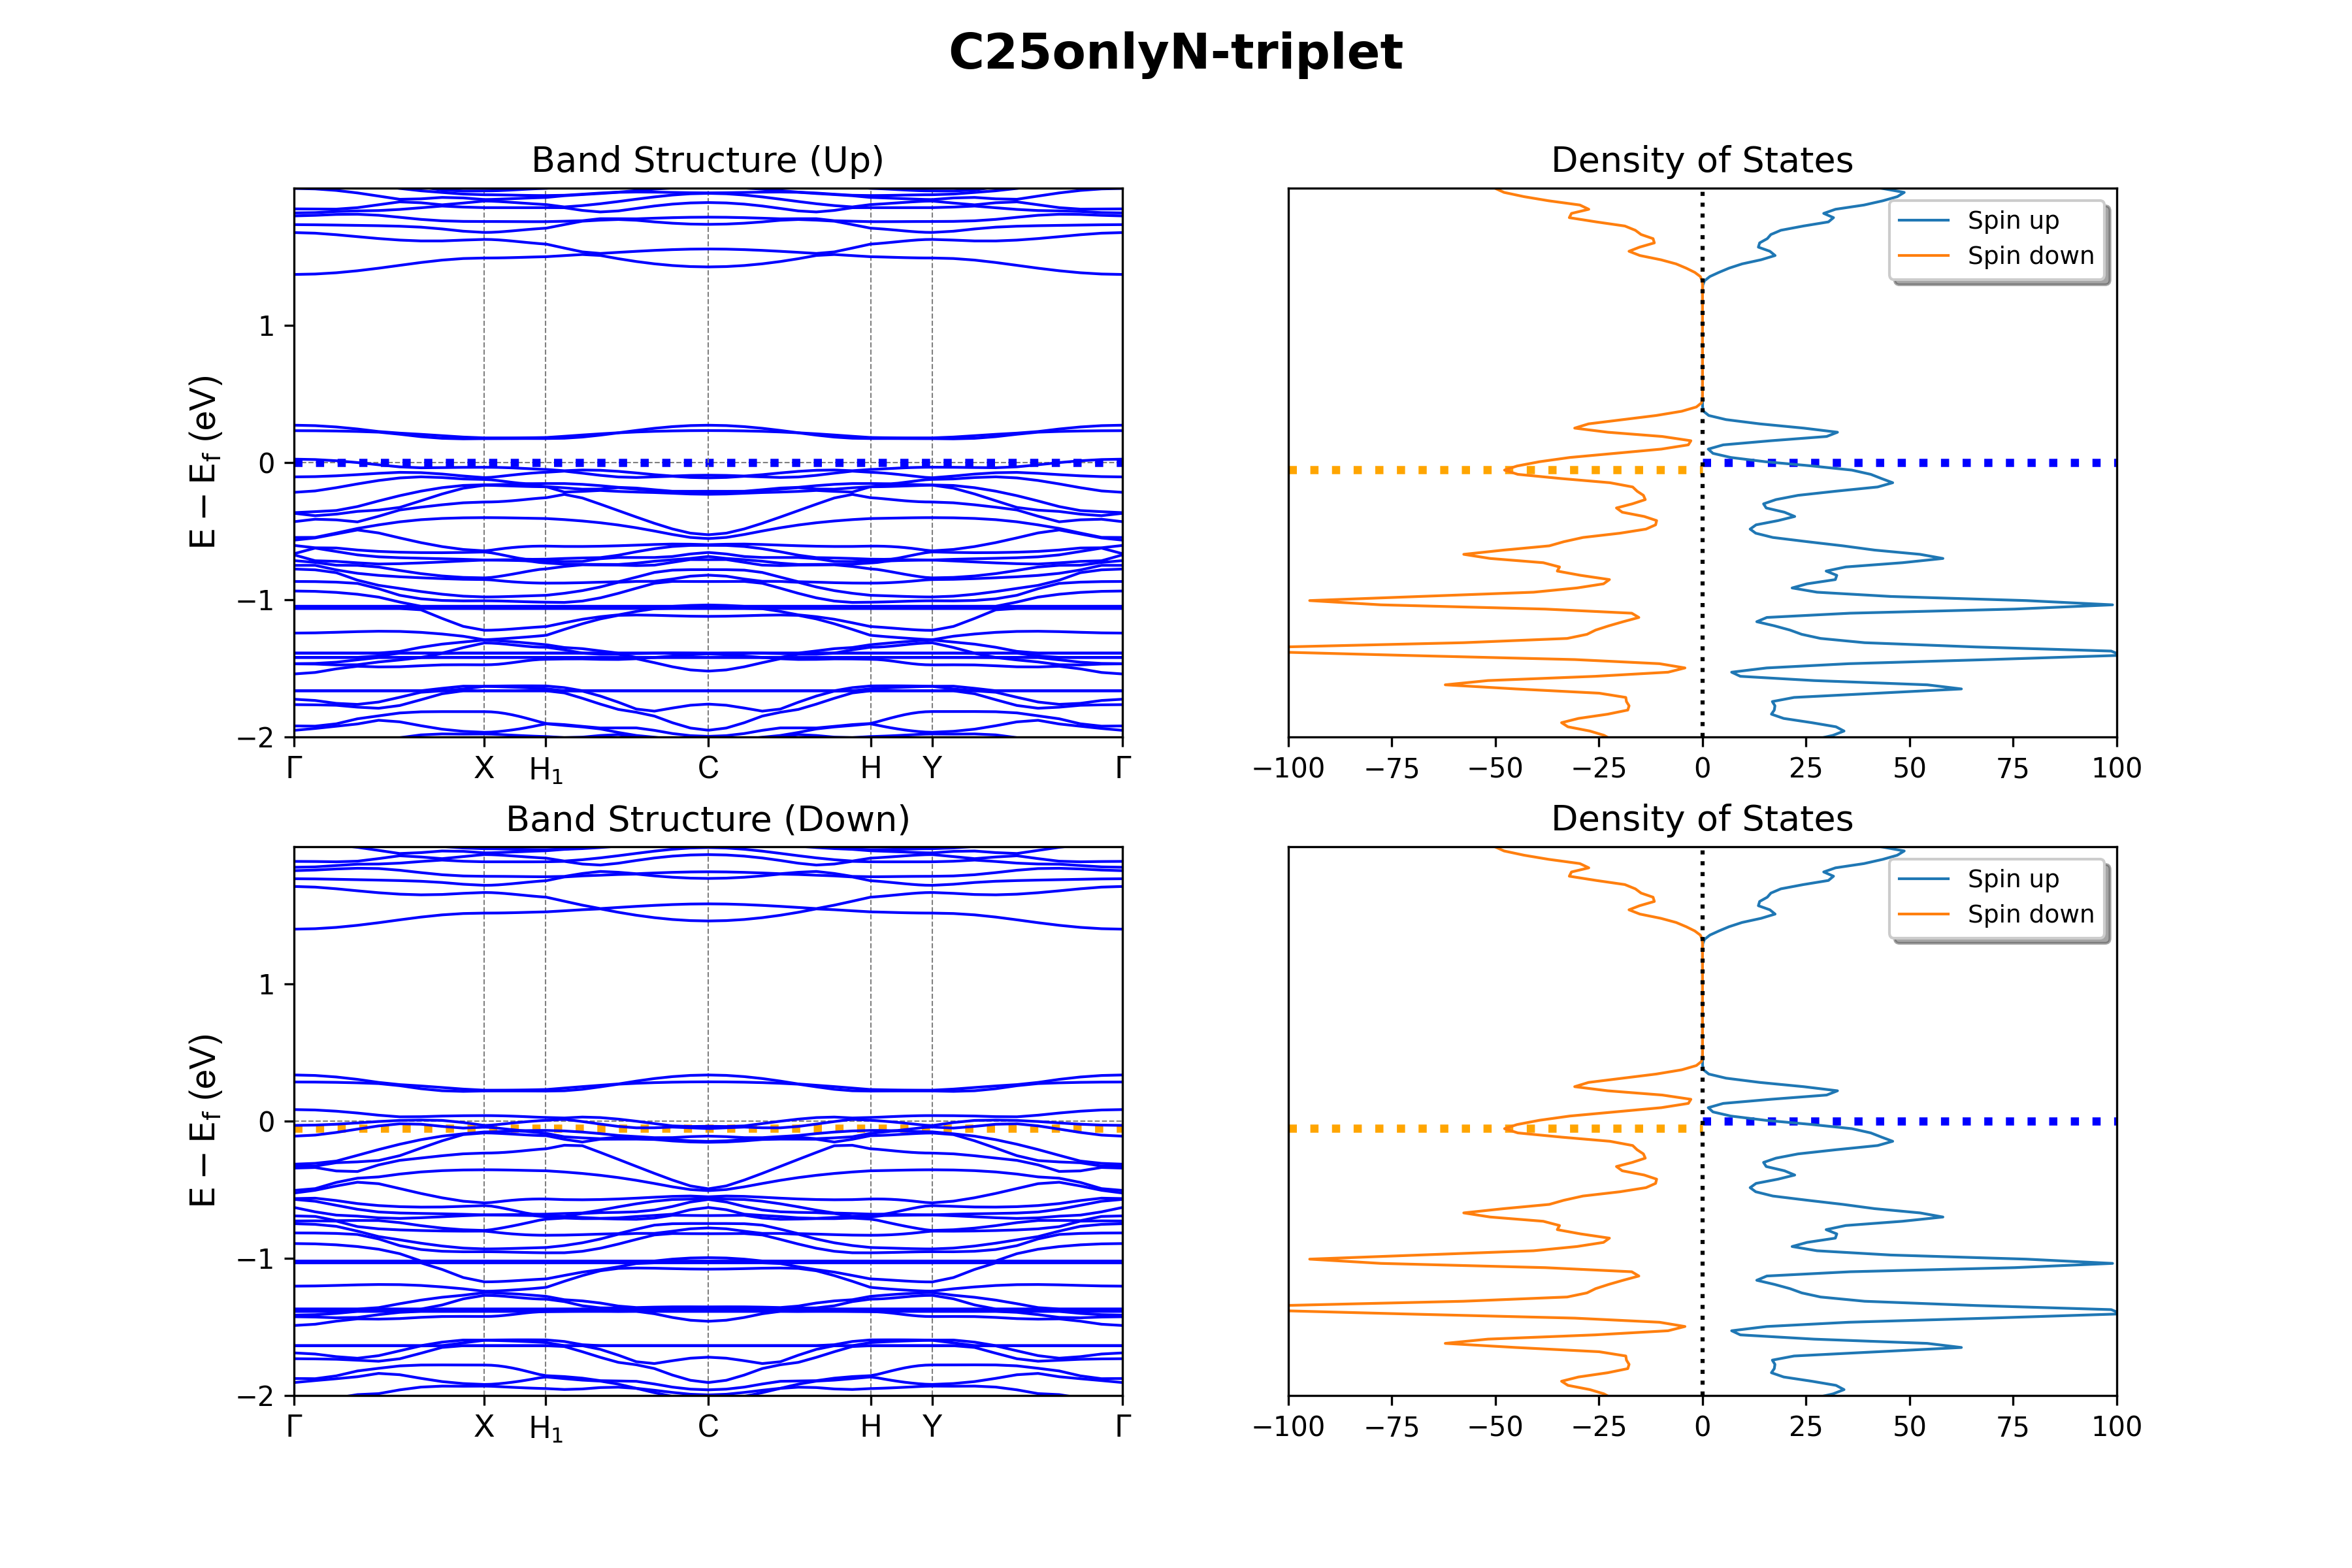 C25onlyN-triplet
Band Structure (Up)
Density of States
E − E_f (eV)
1
0
−1
−2
Γ X H₁ C H Y Γ
Spin up
Spin down
−100 −75 −50 −25 0 25 50 75 100
Band Structure (Down)
Density of States
E − E_f (eV)
1
0
−1
−2
Γ X H₁ C H Y Γ
Spin up
Spin down
−100 −75 −50 −25 0 25 50 75 100